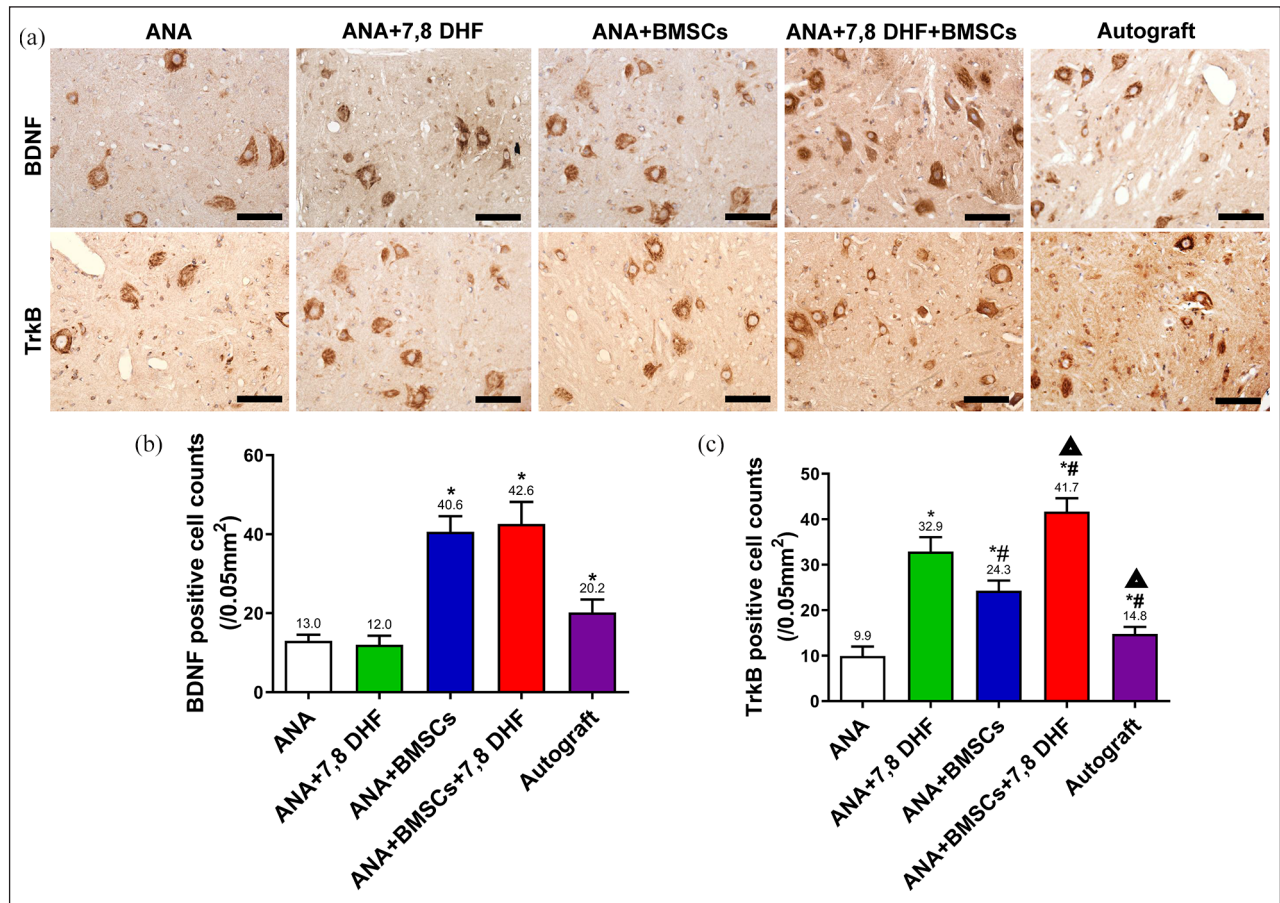 (a)
ANA
ANA+7,8 DHF
ANA+BMSCs
ANA+7,8 DHF+BMSCs
Autograft
BDNF
TrkB
(b)
BDNF positive cell counts
(/0.05mm²)
60
40
20
0
13.0
12.0
*
40.6
*
42.6
*
20.2
ANA
ANA+7,8 DHF
ANA+BMSCs
ANA+BMSCs+7,8 DHF
Autograft
(c)
TrkB positive cell counts
(/0.05mm²)
50
40
30
20
10
0
9.9
*
32.9
*#
24.3
▲
*#
41.7
▲
*#
14.8
ANA
ANA+7,8 DHF
ANA+BMSCs
ANA+BMSCs+7,8 DHF
Autograft